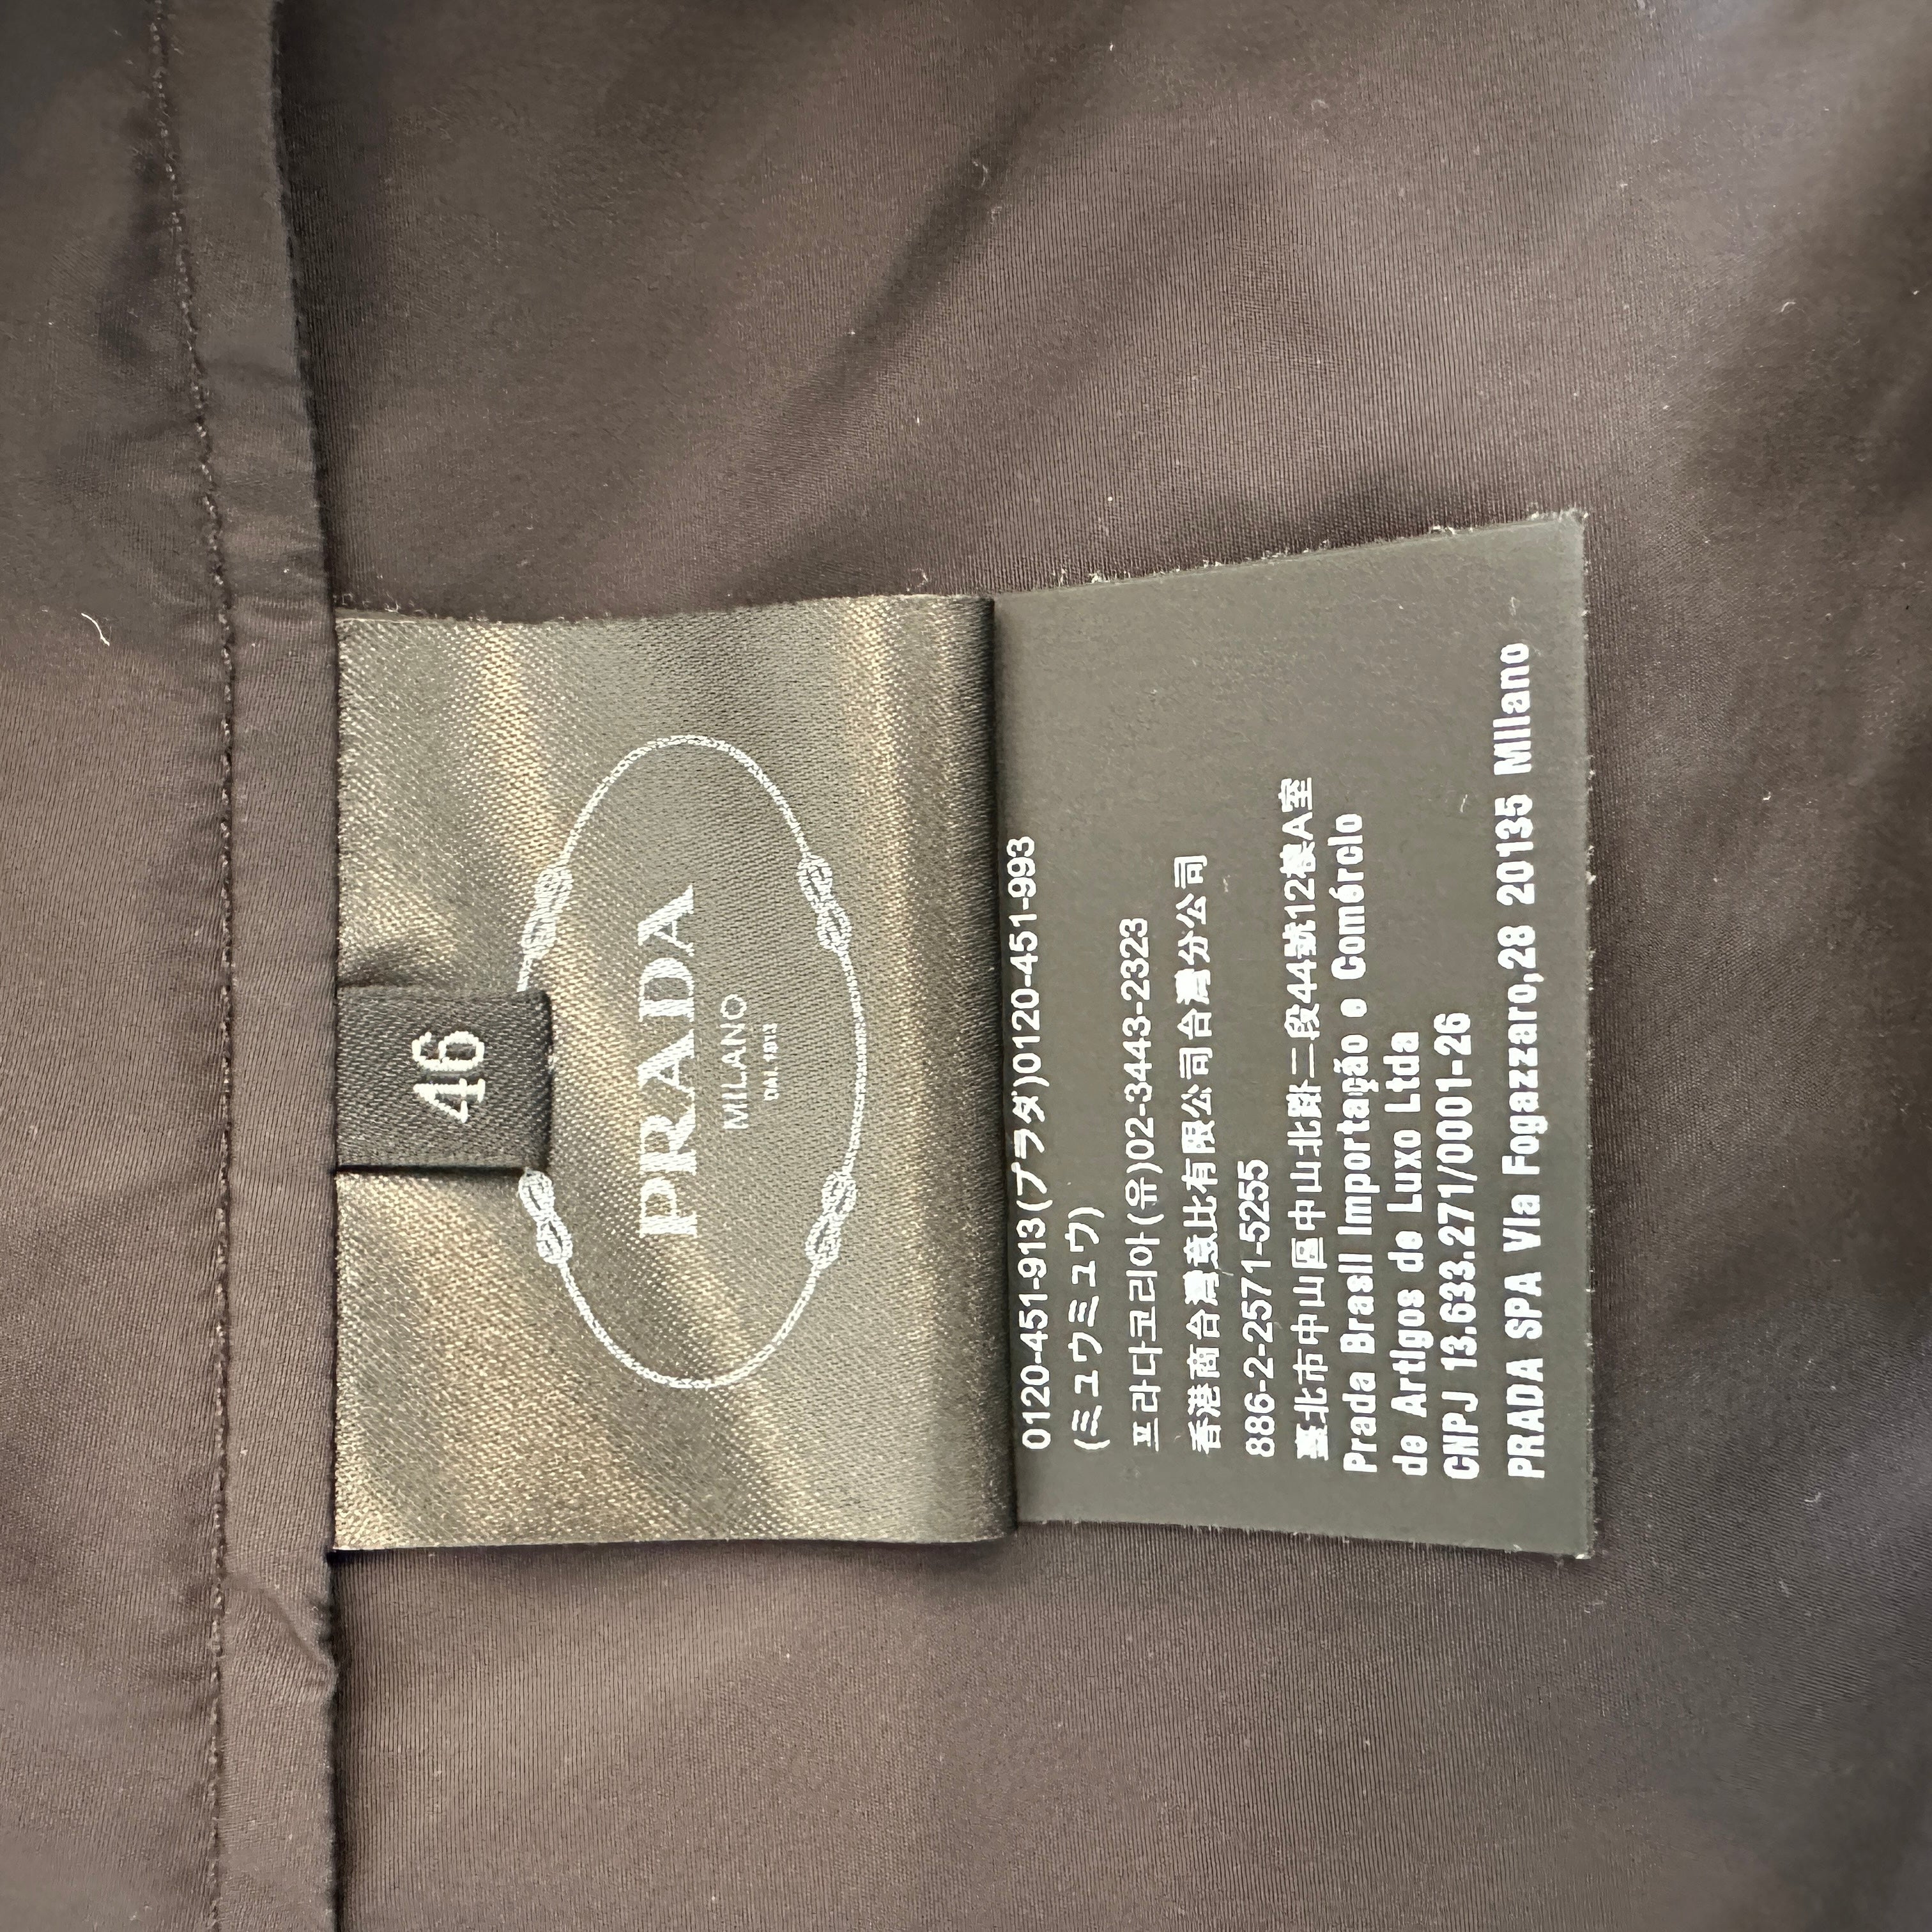 46
PRADA
MILANO
DAL 1913
0120-451-913(プラダ)0120-451-993
(ミュウミュウ)
프라다코리아(유)02-3443-2323
香港商台灣意比有限公司台灣分公司
886-2-2571-5255
臺北市中山區中山北路二段44號12樓A室
Prada Brasil Importação e Comércio
de Artigos de Luxo Ltda
CNPJ 13.633.271/0001-26
PRADA SPA Via Fogazzaro,28 20135 Milano